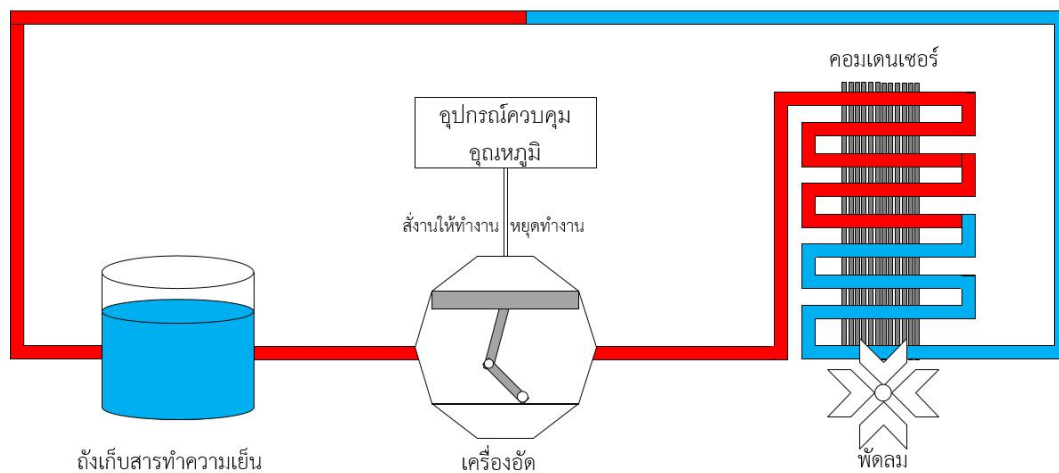 คอมเดนเซอร์
อุปกรณ์ควบคุม
อุณหภูมิ
สั่งานให้ทำงาน หยุดทำงาน
ถังเก็บสารทำความเย็น
เครื่องอัด
พัดลม